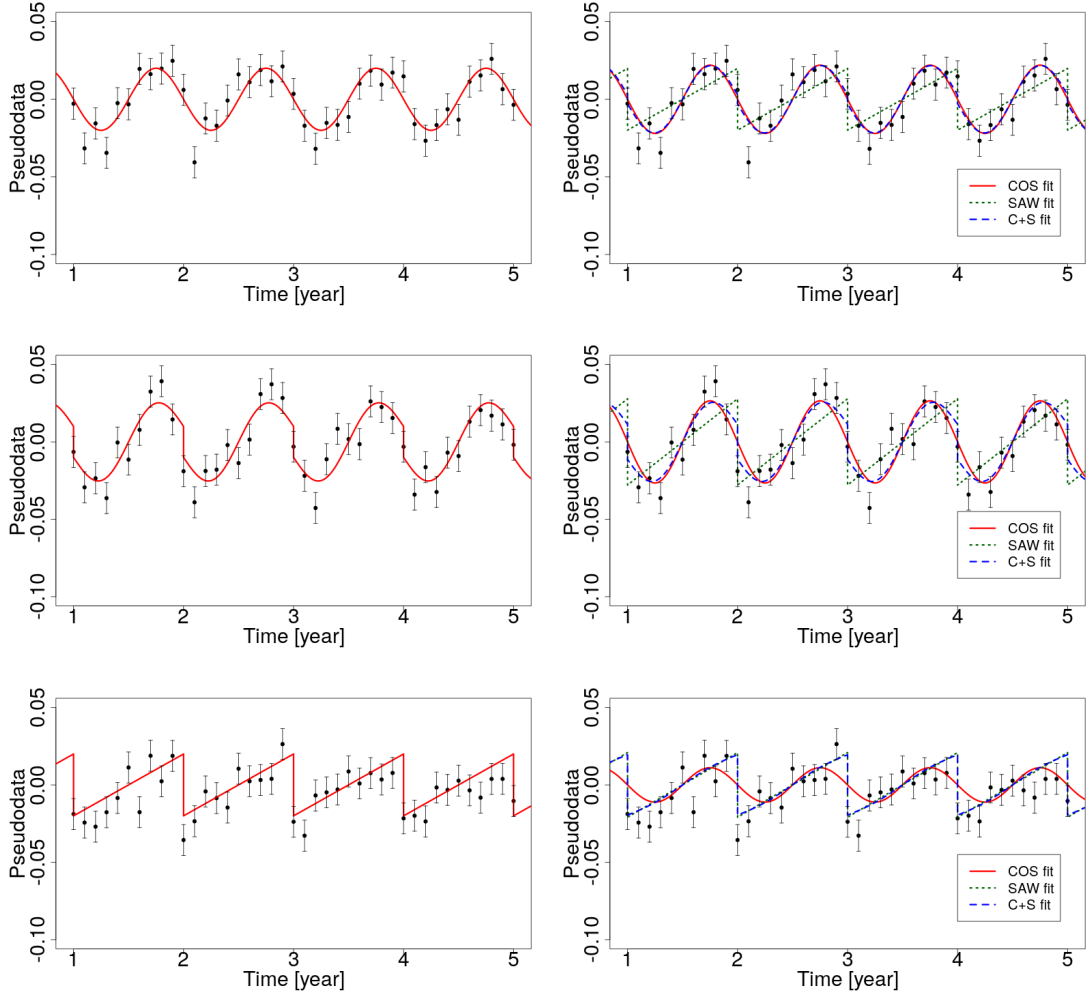 0.05
0.00
-0.05
-0.10
Pseudodata
1 2 3 4 5
Time [year]
0.05
0.00
-0.05
-0.10
Pseudodata
COS fit
SAW fit
C+S fit
1 2 3 4 5
Time [year]
0.05
0.00
-0.05
-0.10
Pseudodata
1 2 3 4 5
Time [year]
0.05
0.00
-0.05
-0.10
Pseudodata
COS fit
SAW fit
C+S fit
1 2 3 4 5
Time [year]
0.05
0.00
-0.05
-0.10
Pseudodata
1 2 3 4 5
Time [year]
0.05
0.00
-0.05
-0.10
Pseudodata
COS fit
SAW fit
C+S fit
1 2 3 4 5
Time [year]